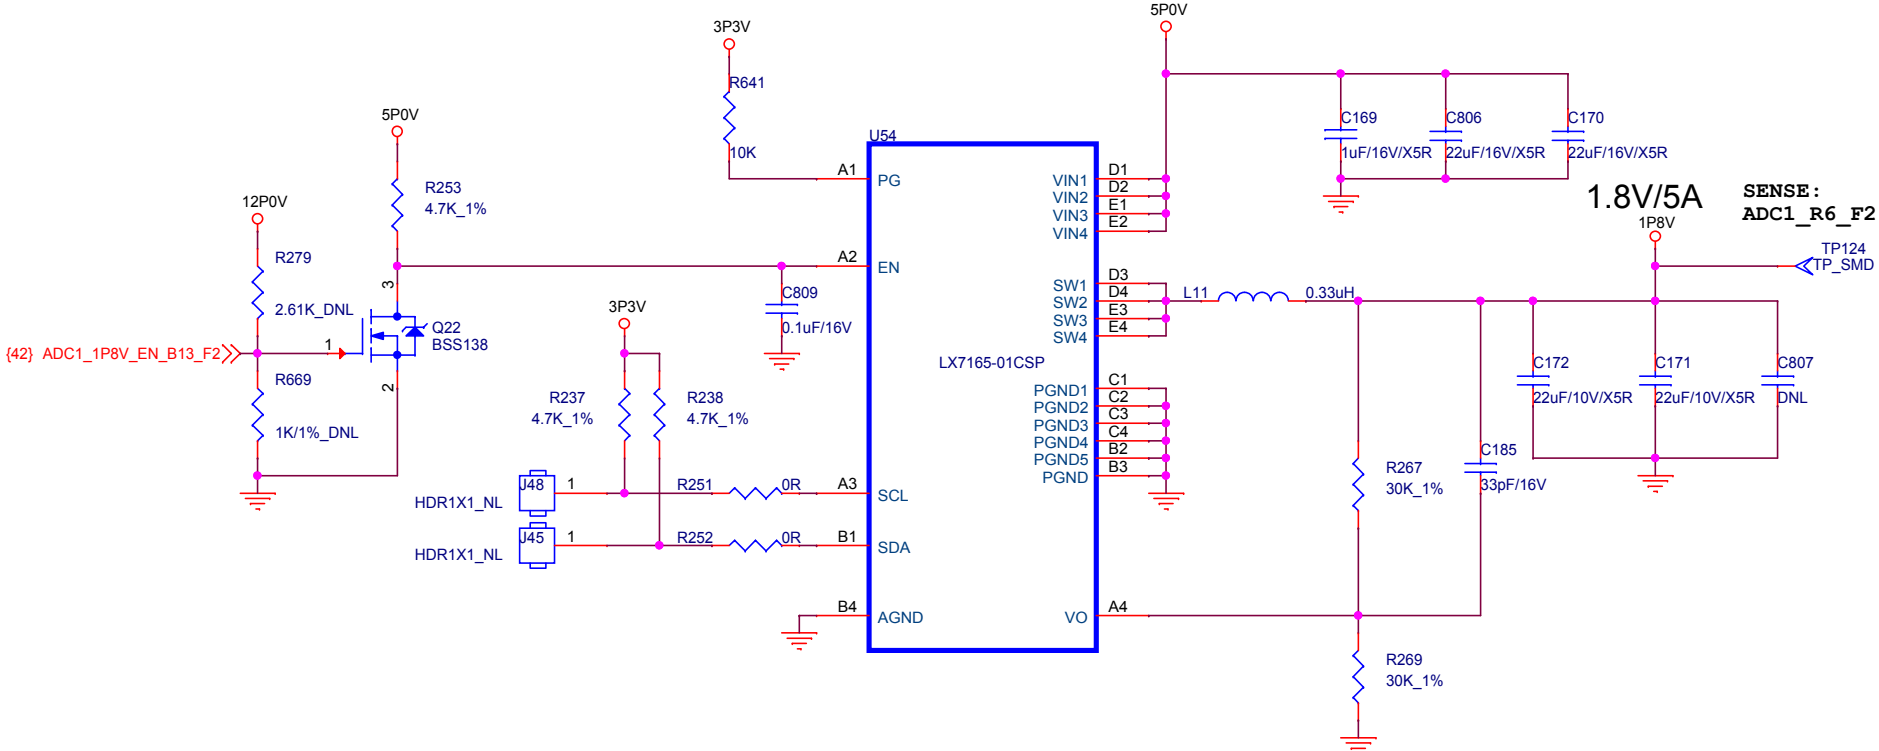 5P0V
3P3V
R641
10K
5P0V
R253
4.7K_1%
12P0V
R279
2.61K_DNL
3
1
2
Q22
BSS138
{42} ADC1_1P8V_EN_B13_F2
R669
1K/1%_DNL
C809
0.1uF/16V
3P3V
R237
4.7K_1%
R238
4.7K_1%
J48
1
HDR1X1_NL
R251
0R
J45
1
HDR1X1_NL
R252
0R
U54
A1
PG
A2
EN
A3
SCL
B1
SDA
B4
AGND
LX7165-01CSP
VIN1
D1
VIN2
D2
VIN3
E1
VIN4
E2
SW1
D3
SW2
D4
SW3
E3
SW4
E4
PGND1
C1
PGND2
C2
PGND3
C3
PGND4
C4
PGND5
B2
PGND
B3
VO
A4
C169
1uF/16V/X5R
C806
22uF/16V/X5R
C170
22uF/16V/X5R
1.8V/5A
1P8V
SENSE:
ADC1_R6_F2
TP124
TP_SMD
L11
0.33uH
C172
22uF/10V/X5R
C171
22uF/10V/X5R
C807
DNL
C185
33pF/16V
R267
30K_1%
R269
30K_1%